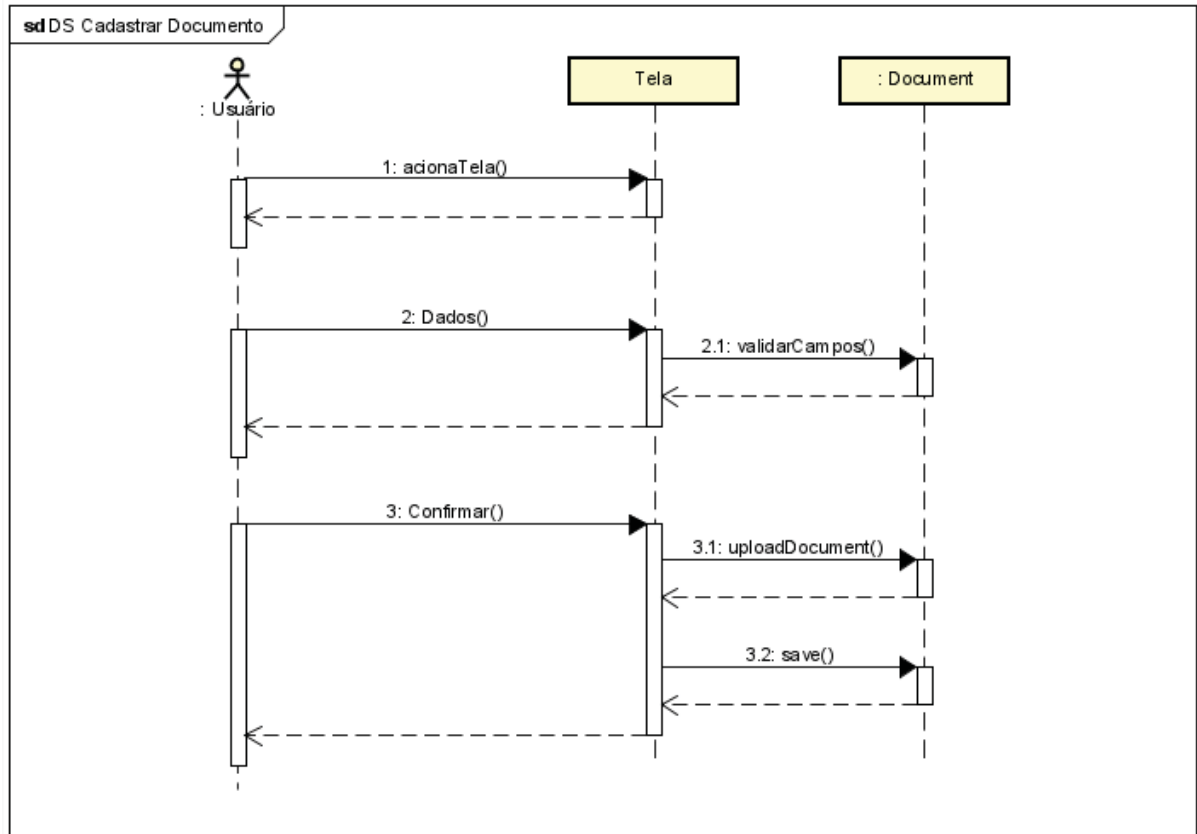 sd DS Cadastrar Documento
: Usuário
Tela
: Document
1: acionaTela()
2: Dados()
2.1: validarCampos()
3: Confirmar()
3.1: uploadDocument()
3.2: save()